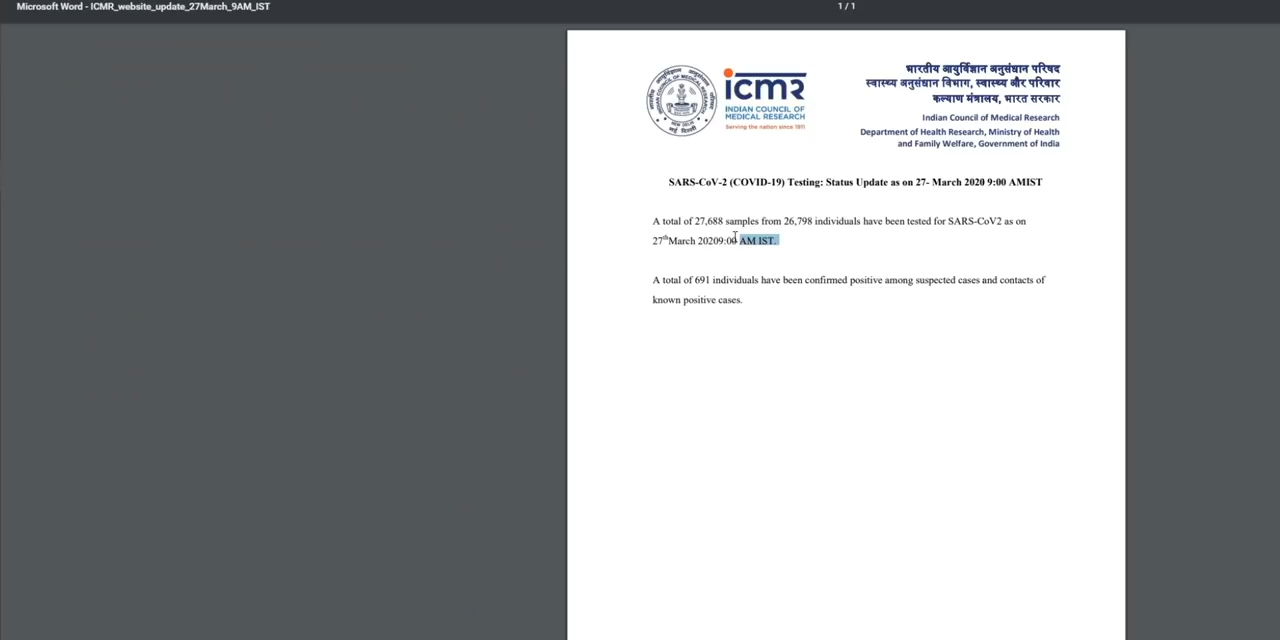 Microsoft Word - ICMR_website_update_27March_9AM_IST
1 / 1
icmr
INDIAN COUNCIL OF
MEDICAL RESEARCH
Serving the nation since 1911
भारतीय आयुर्विज्ञान अनुसंधान परिषद
स्वास्थ्य अनुसंधान विभाग, स्वास्थ्य और परिवार
कल्याण मंत्रालय, भारत सरकार
Indian Council of Medical Research
Department of Health Research, Ministry of Health
and Family Welfare, Government of India
SARS-CoV-2 (COVID-19) Testing: Status Update as on 27- March 2020 9:00 AMIST
A total of 27,688 samples from 26,798 individuals have been tested for SARS-CoV2 as on
27thMarch 20209:00 AM IST.
A total of 691 individuals have been confirmed positive among suspected cases and contacts of
known positive cases.